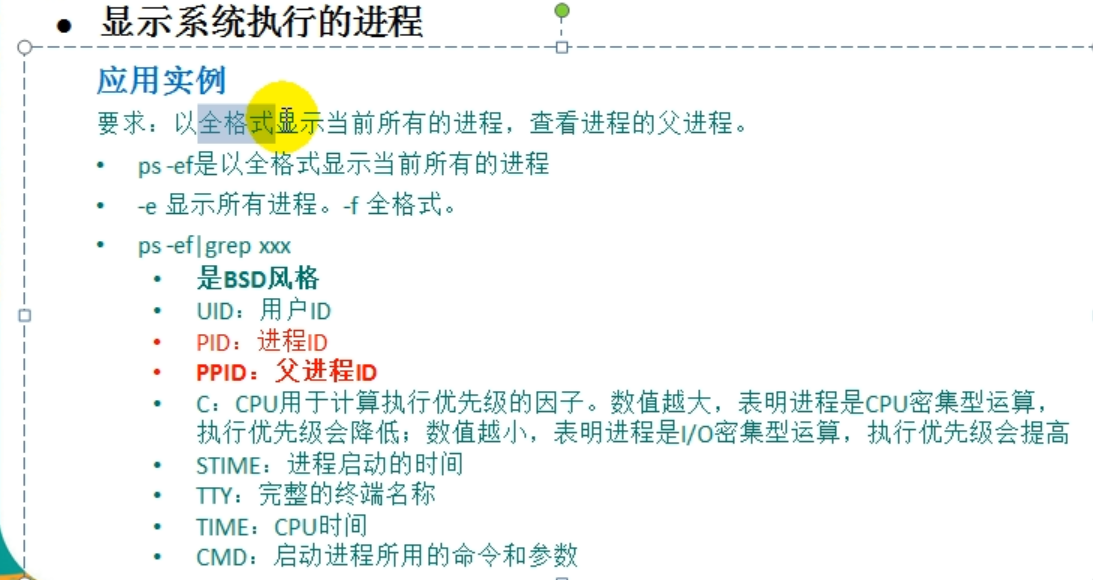 ● 显示系统执行的进程
应用实例
要求：以全格式显示当前所有的进程，查看进程的父进程。
• ps -ef是以全格式显示当前所有的进程
• -e 显示所有进程。-f 全格式。
• ps -ef|grep xxx
• 是BSD风格
• UID：用户ID
• PID：进程ID
• PPID：父进程ID
• C：CPU用于计算执行优先级的因子。数值越大，表明进程是CPU密集型运算，
执行优先级会降低；数值越小，表明进程是I/O密集型运算，执行优先级会提高
• STIME：进程启动的时间
• TTY：完整的终端名称
• TIME：CPU时间
• CMD：启动进程所用的命令和参数